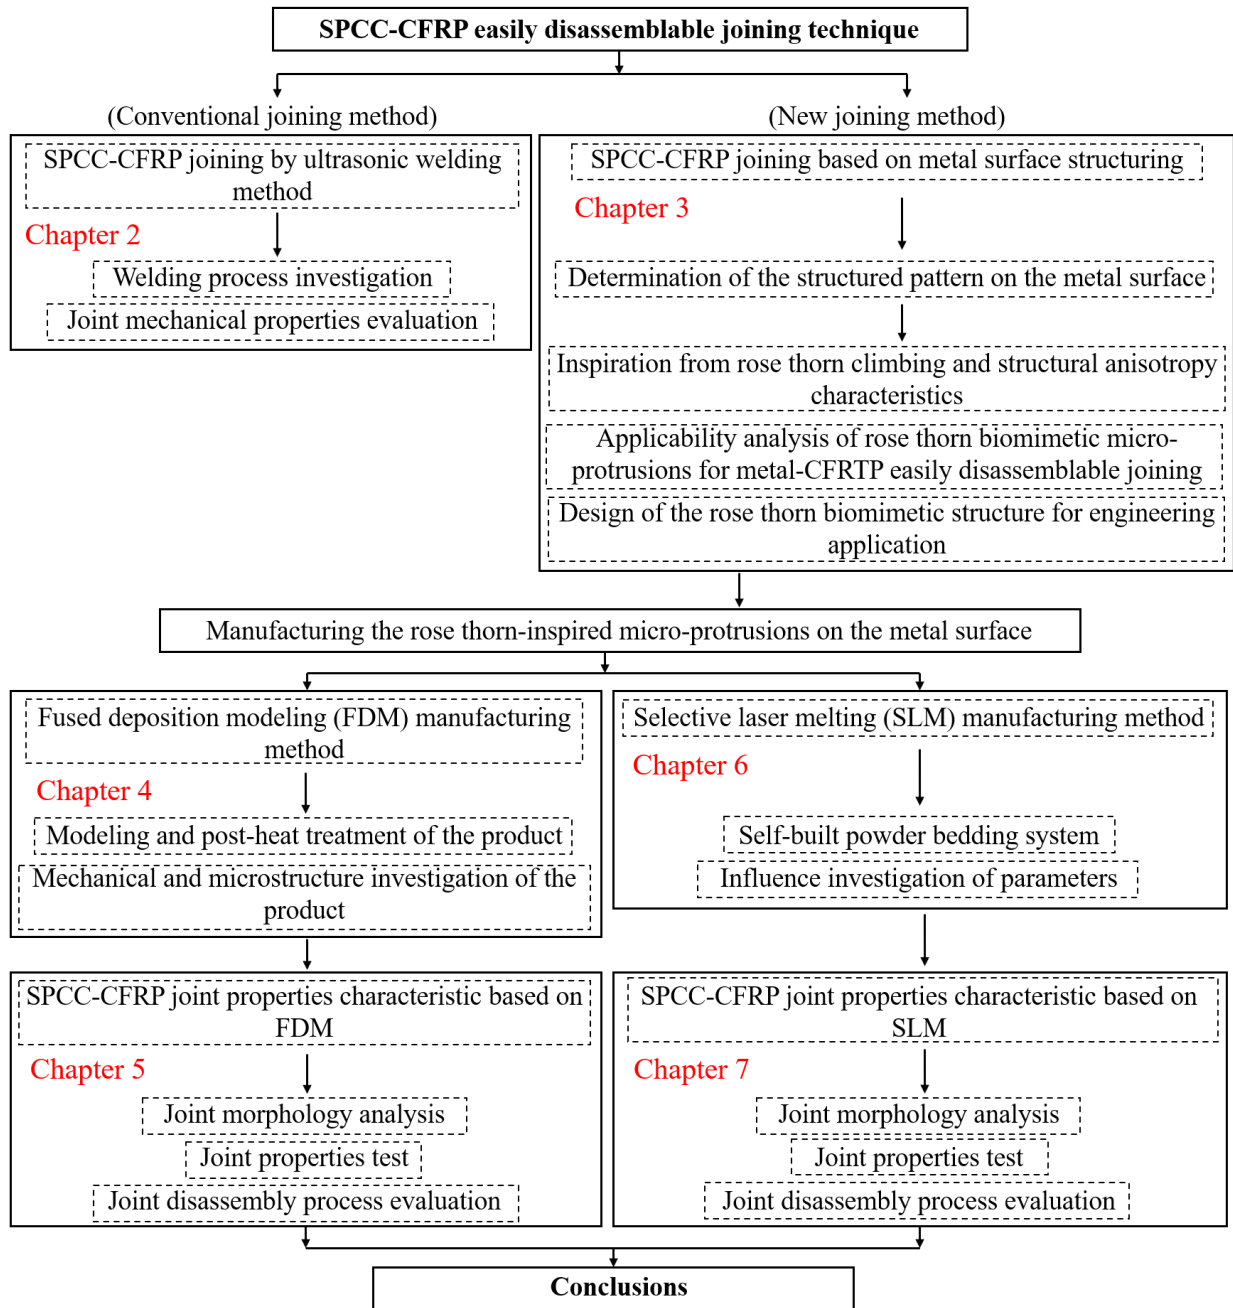 SPCC-CFRP easily disassemblable joining technique
(Conventional joining method)
SPCC-CFRP joining by ultrasonic welding
method
Chapter 2
Welding process investigation
Joint mechanical properties evaluation
(New joining method)
SPCC-CFRP joining based on metal surface structuring
Chapter 3
Determination of the structured pattern on the metal surface
Inspiration from rose thorn climbing and structural anisotropy
characteristics
Applicability analysis of rose thorn biomimetic micro-
protrusions for metal-CFRTP easily disassemblable joining
Design of the rose thorn biomimetic structure for engineering
application
Manufacturing the rose thorn-inspired micro-protrusions on the metal surface
Fused deposition modeling (FDM) manufacturing
method
Chapter 4
Modeling and post-heat treatment of the product
Mechanical and microstructure investigation of the
product
Selective laser melting (SLM) manufacturing method
Chapter 6
Self-built powder bedding system
Influence investigation of parameters
SPCC-CFRP joint properties characteristic based on
FDM
Chapter 5
Joint morphology analysis
Joint properties test
Joint disassembly process evaluation
SPCC-CFRP joint properties characteristic based on
SLM
Chapter 7
Joint morphology analysis
Joint properties test
Joint disassembly process evaluation
Conclusions